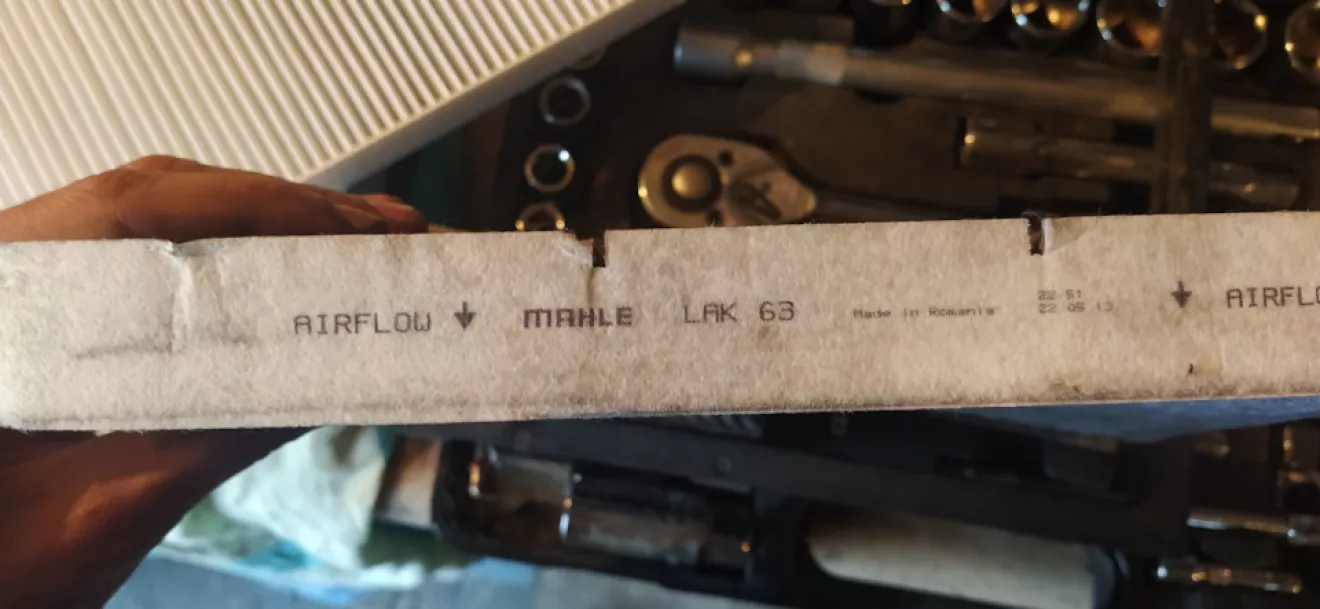 AIRFLOW ↓ MAHLE LAK 63 Made in Romania
22 51
22 05 13
↓ AIRFLO